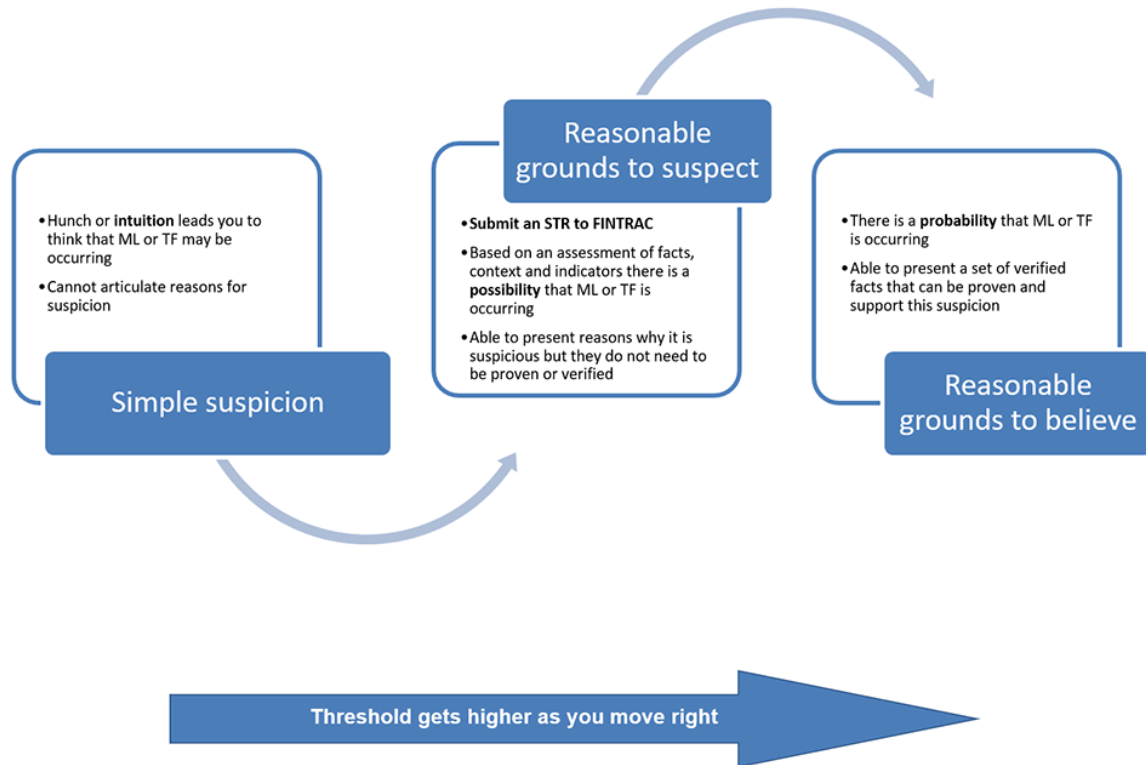 • Hunch or intuition leads you to
think that ML or TF may be
occurring
• Cannot articulate reasons for
suspicion
Simple suspicion
Reasonable
grounds to suspect
• Submit an STR to FINTRAC
• Based on an assessment of facts,
context and indicators there is a
possibility that ML or TF is
occurring
• Able to present reasons why it is
suspicious but they do not need to
be proven or verified
• There is a probability that ML or TF
is occurring
• Able to present a set of verified
facts that can be proven and
support this suspicion
Reasonable
grounds to believe
Threshold gets higher as you move right